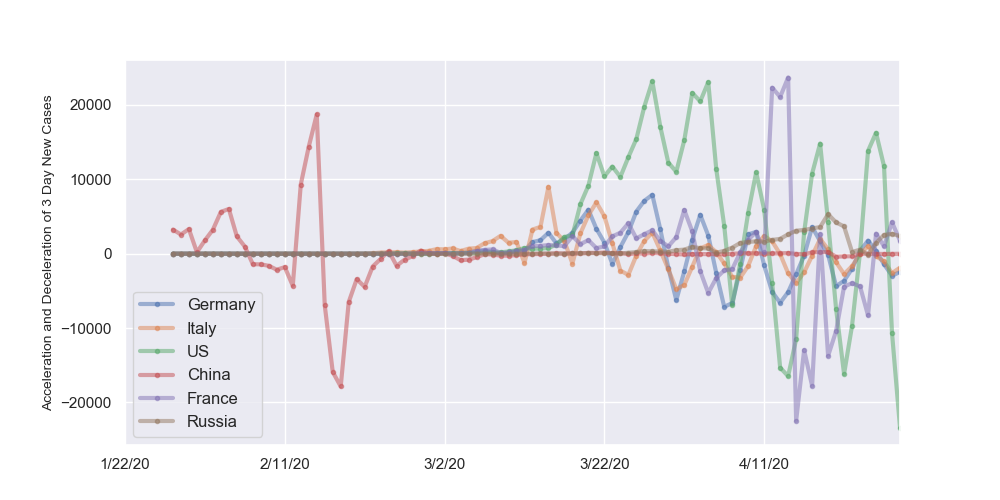 Acceleration and Deceleration of 3 Day New Cases
20000
10000
0
−10000
−20000
Germany
Italy
US
China
France
Russia
1/22/20 2/11/20 3/2/20 3/22/20 4/11/20